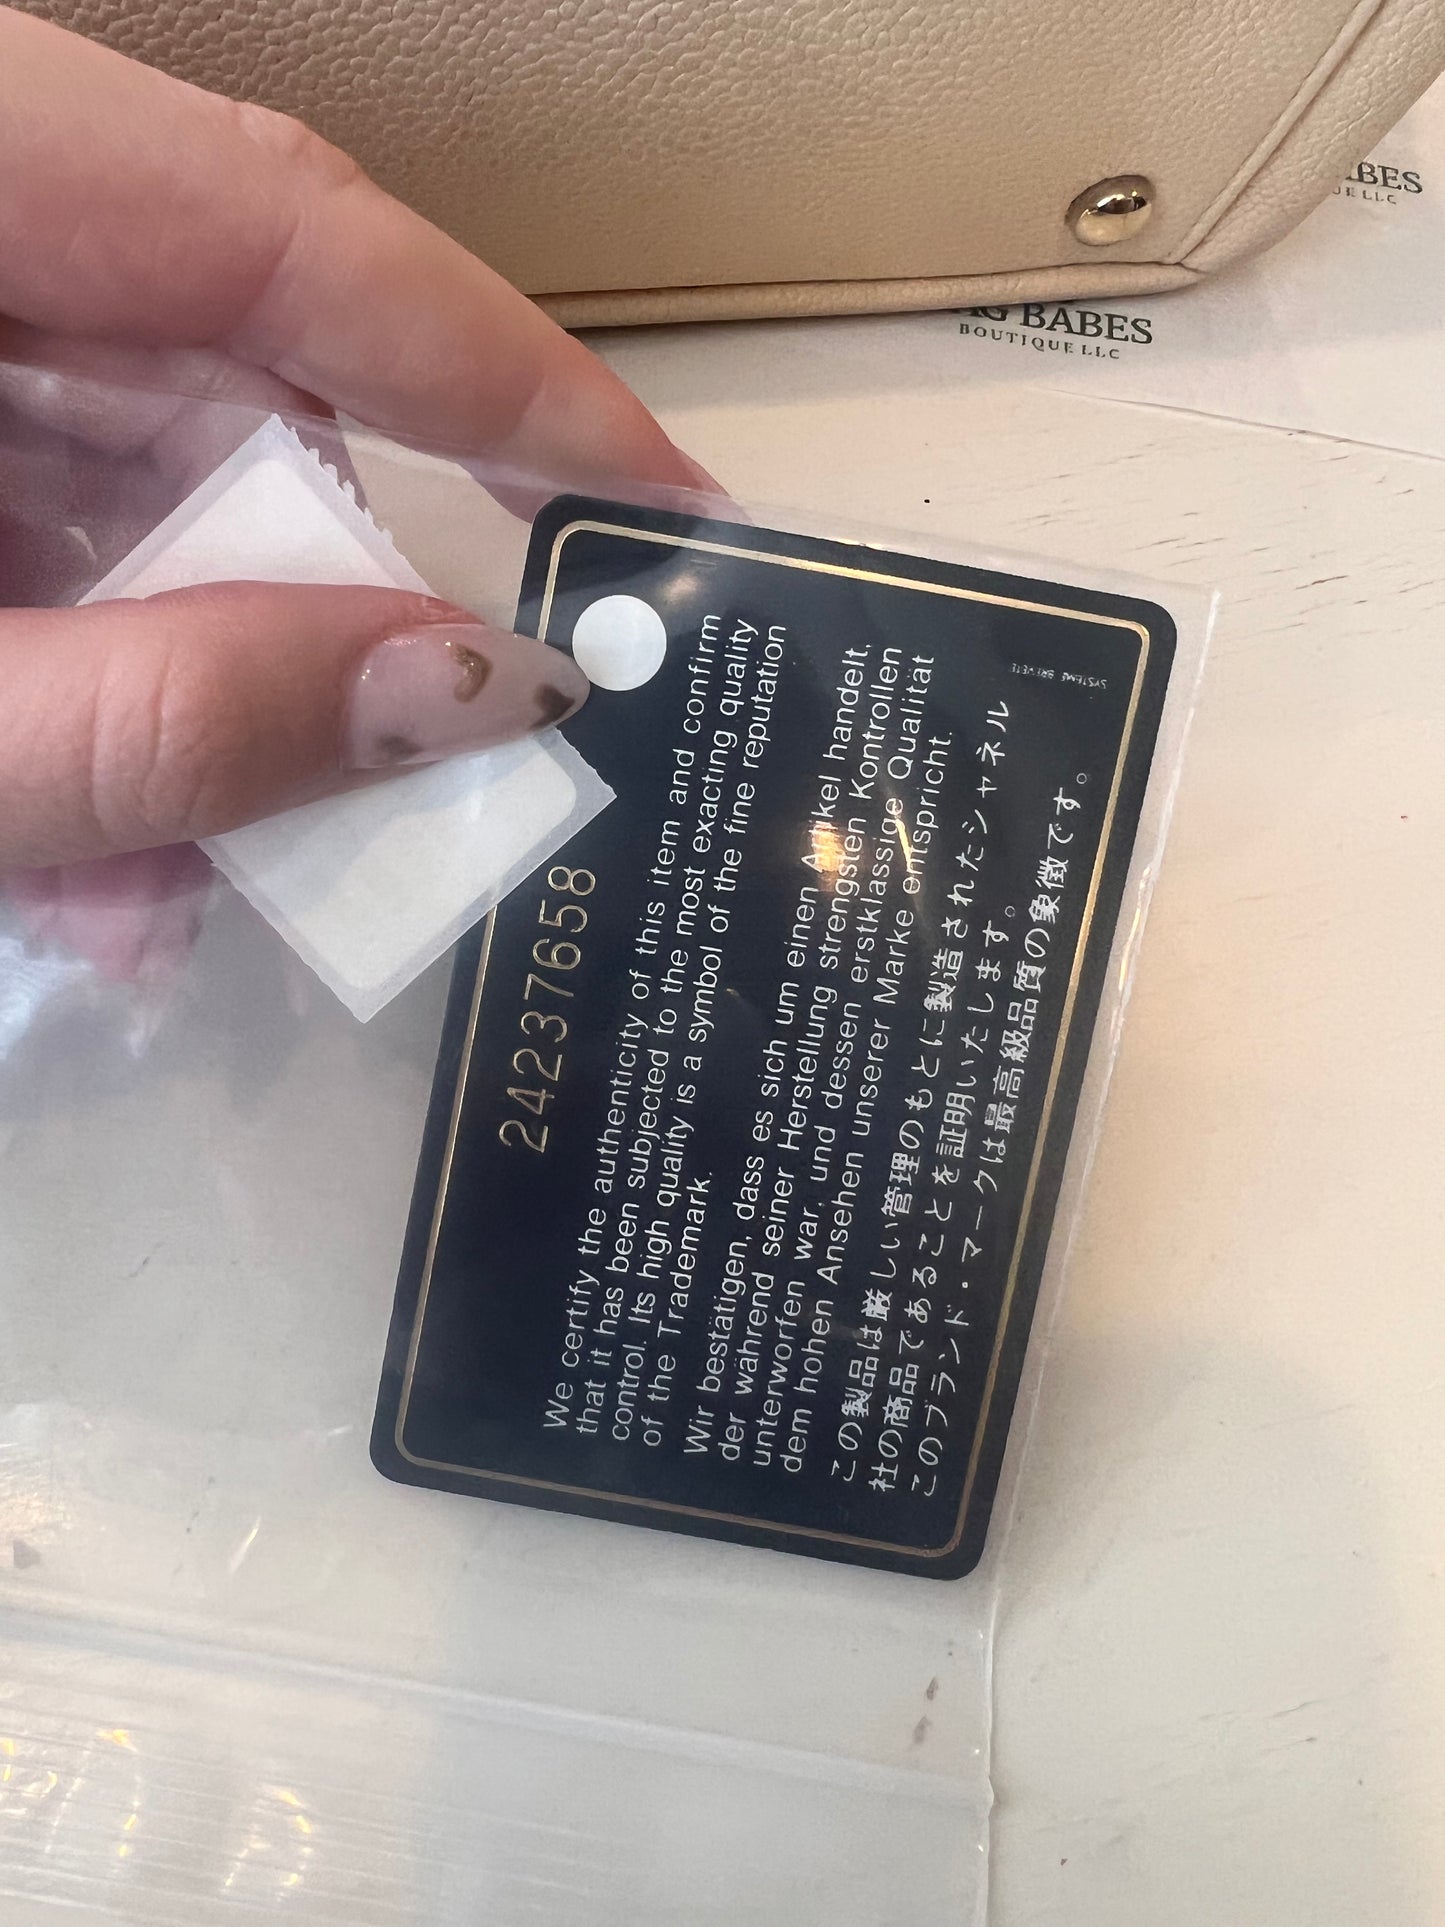 BABES
BAG BABES
BOUTIQUE LLC
24237658
We certify the authenticity of this item and confirm
that it has been subjected to the most exacting quality
control. Its high quality is a symbol of the fine reputation
of the Trademark.
Wir bestätigen, dass es sich um einen Artikel handelt,
der während seiner Herstellung strengsten Kontrollen
unterworfen war, und dessen erstklassige Qualität
dem hohen Ansehen unserer Marke entspricht.
この製品は厳しい管理のもとに製造されたシャネル
社の商品であることを証明いたします。
このブランド・マークは最高級品質の象徴です。
SYSTEME BREVETE